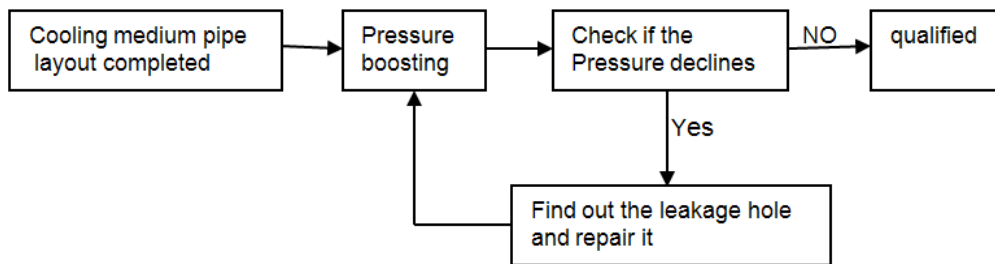 Cooling medium pipe
layout completed
Pressure
boosting
Check if the
Pressure declines
NO
qualified
Yes
Find out the leakage hole
and repair it